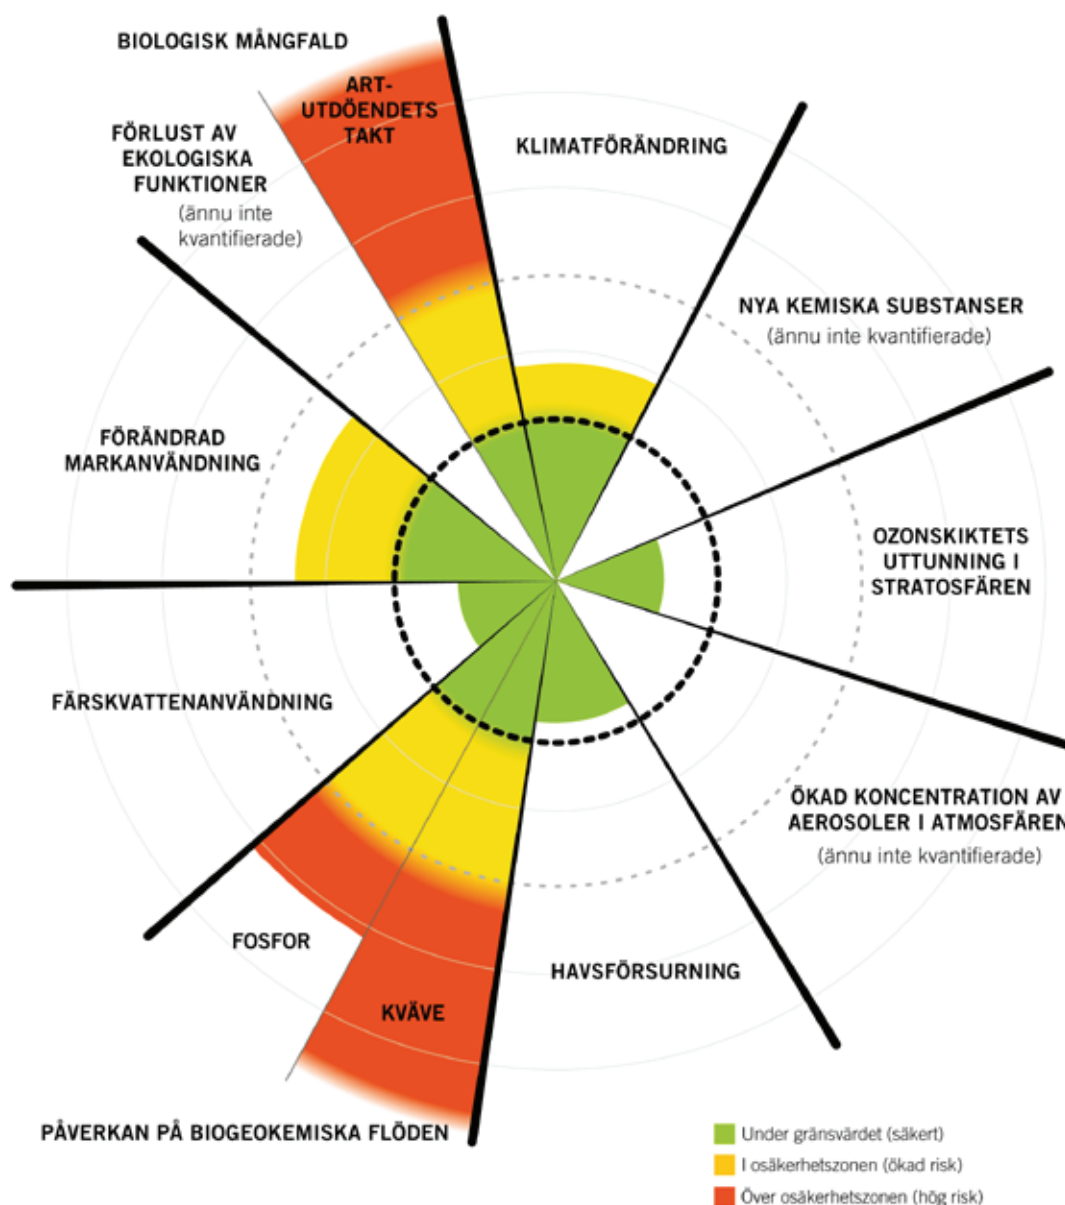 BIOLOGISK MÅNGFALD
ART-
UTDÖENDETS
TAKT
FÖRLUST AV
EKOLOGISKA
FUNKTIONER
(ännu inte
kvantifierade)
KLIMATFÖRÄNDRING
NYA KEMISKA SUBSTANSER
(ännu inte kvantifierade)
FÖRÄNDRAD
MARKANVÄNDNING
OZONSKIKTETS
UTTUNNING I
STRATOSFÄREN
FÄRSKVATTENANVÄNDNING
ÖKAD KONCENTRATION AV
AEROSOLER I ATMOSFÄREN
(ännu inte kvantifierade)
FOSFOR
HAVSFÖRSURNING
KVÄVE
PÅVERKAN PÅ BIOGEOKEMISKA FLÖDEN
Under gränsvärdet (säkert)
I osäkerhetszonen (ökad risk)
Över osäkerhetszonen (hög risk)